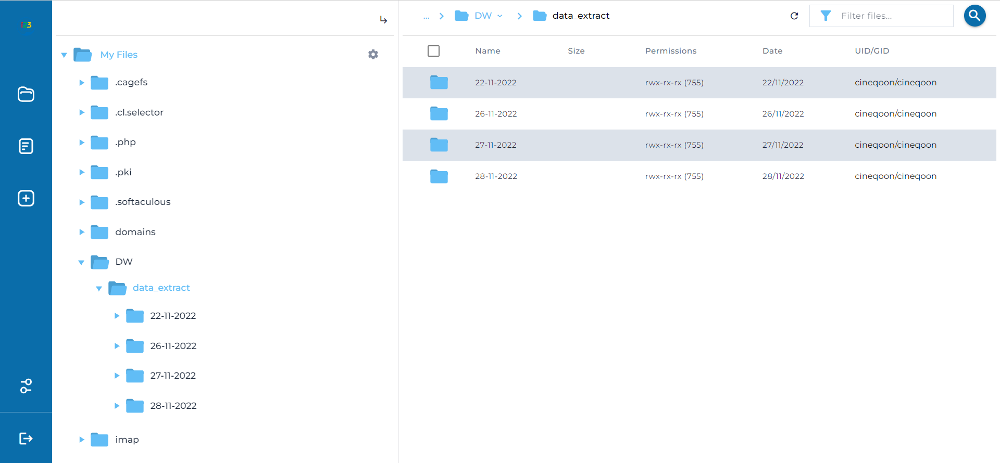 123
My Files
.cagefs
.cl.selector
.php
.pki
.softaculous
domains
DW
data_extract
22-11-2022
26-11-2022
27-11-2022
28-11-2022
imap
... DW data_extract
Filter files...
Name Size Permissions Date UID/GID
22-11-2022 rwx-rx-rx (755) 22/11/2022 cineqoon/cineqoon
26-11-2022 rwx-rx-rx (755) 26/11/2022 cineqoon/cineqoon
27-11-2022 rwx-rx-rx (755) 27/11/2022 cineqoon/cineqoon
28-11-2022 rwx-rx-rx (755) 28/11/2022 cineqoon/cineqoon